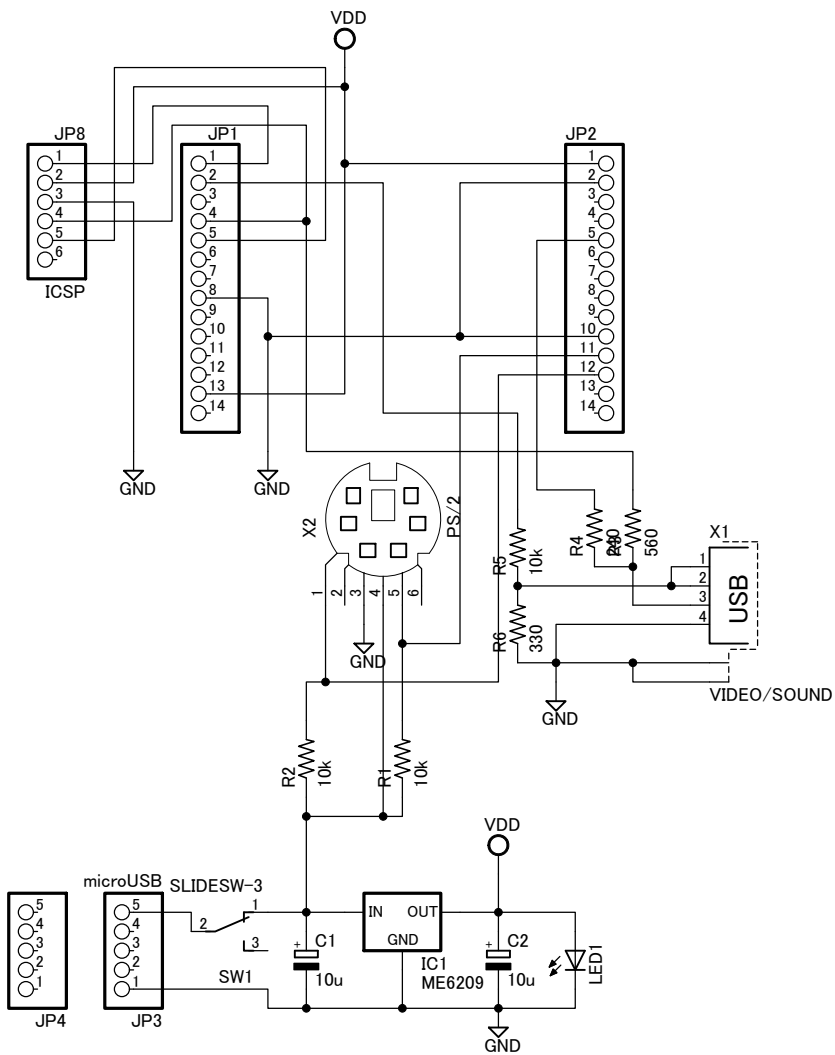 VDD
JP8
JP1
JP2
1
2
3
4
5
6
ICSP
1
2
3
4
5
6
7
8
9
10
11
12
13
14
1
2
3
4
5
6
7
8
9
10
11
12
13
14
GND
GND
X2
PS/2
1
2
3
4
5
6
GND
R5
10k
R6
330
R4
560
X1
1
2
3
4
USB
GND
VIDEO/SOUND
R2
10k
R1
10k
VDD
microUSB
SLIDESW-3
5
4
3
2
1
JP4
5
4
3
2
1
JP3
2
1
3
SW1
+
C1
10u
IN
OUT
GND
IC1
ME6209
+
C2
10u
LED1
GND